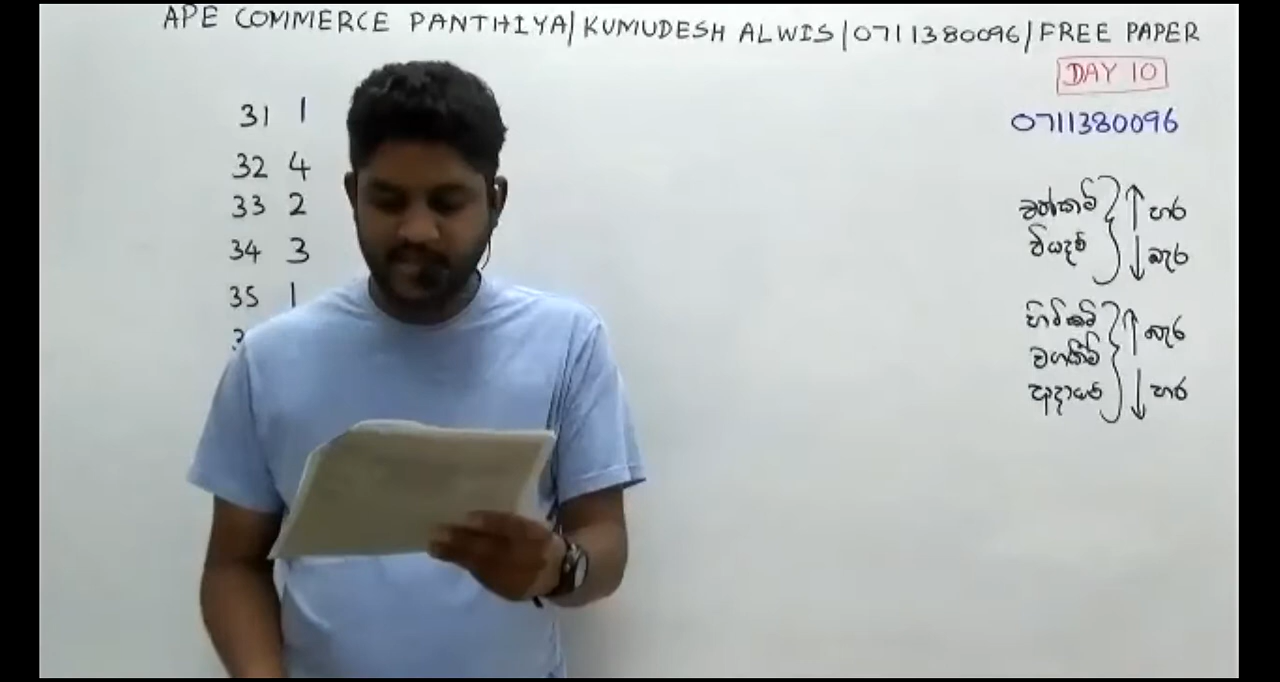 APE COMMERCE PANTHIYA/KUMUDESH ALWIS/0711380096/FREE PAPER
DAY 10
0711380096
31 1
32 4
33 2
34 3
35 1
3
වත්කම් ↑ හර
වියදම් ↓ බැර
හිමිකම් ↑ බැර
වගකීම්
ආදායම් ↓ හර